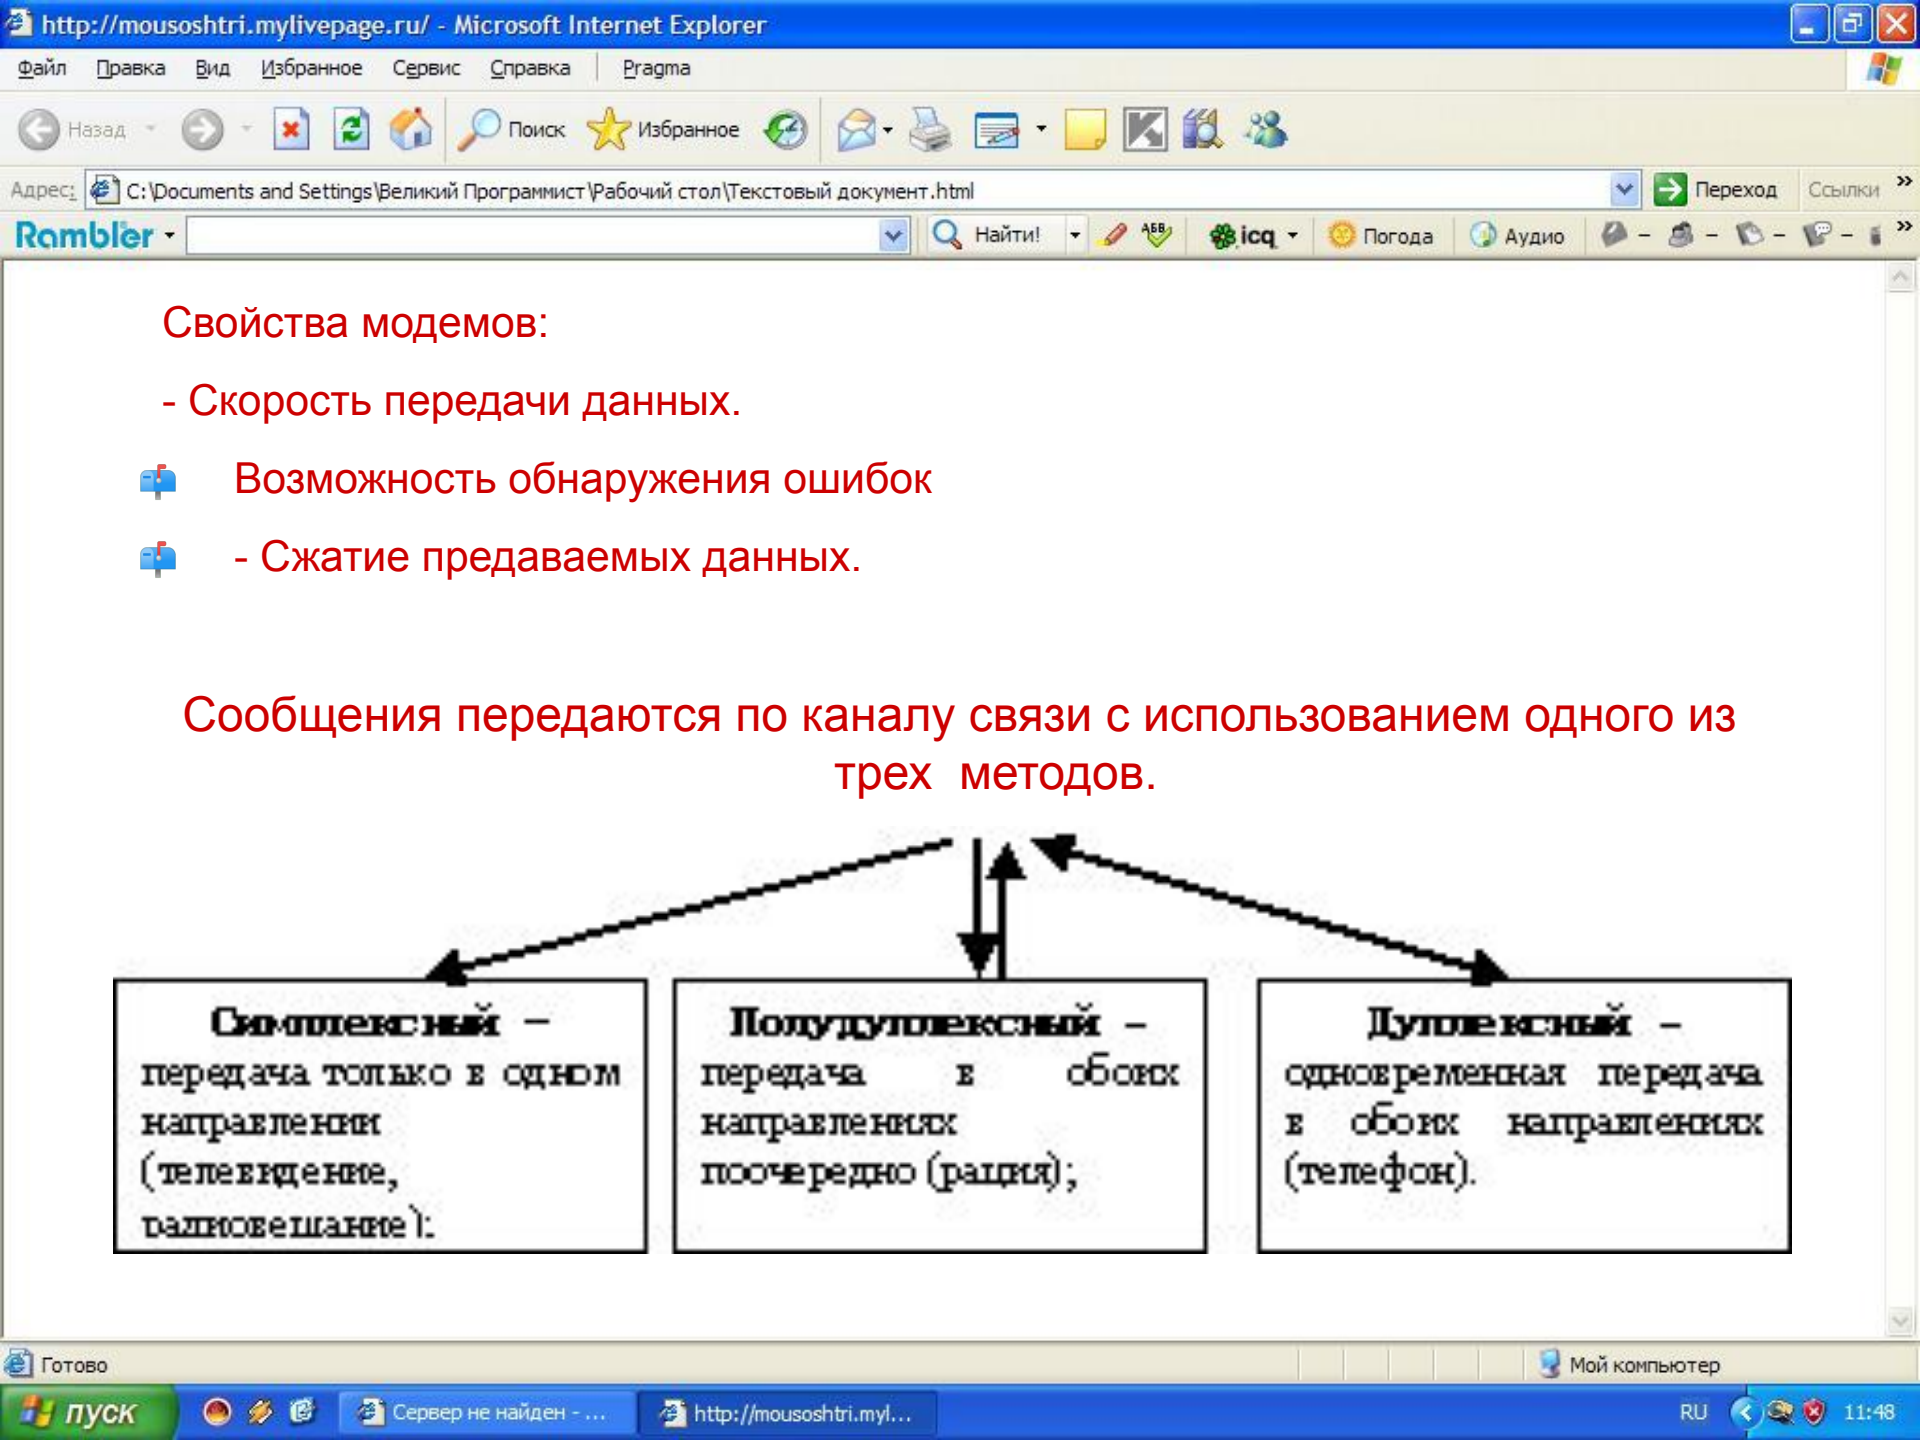 http://mousoshtri.mylivepage.ru/ - Microsoft Internet Explorer
Файл Правка Вид Избранное Сервис Справка Pragma
Назад Поиск Избранное
Адрес: C:\Documents and Settings\Великий Программист\Рабочий стол\Текстовый документ.html Переход Ссылки »
Rambler Найти! АБВ icq Погода Аудио »
Свойства модемов:
- Скорость передачи данных.
Возможность обнаружения ошибок
- Сжатие предаваемых данных.
Сообщения передаются по каналу связи с использованием одного из
трех методов.
Симплексный –
передача только в одном
направлении
(телевидение,
радиовещание);
Полудуплексный –
передача в обоих
направлениях
поочередно (рация);
Дуплексный –
одновременная передача
в обоих направлениях
(телефон).
Готово Мой компьютер
пуск Сервер не найден - ... http://mousoshtri.myl... RU 11:48